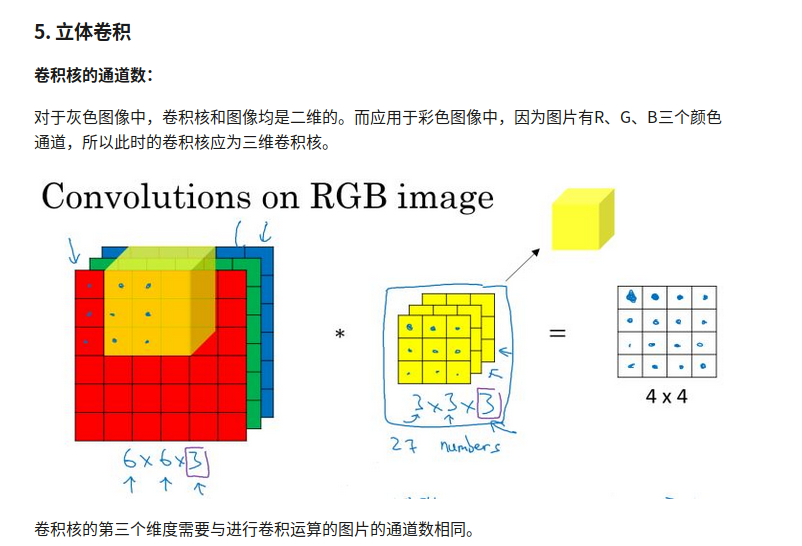 5. 立体卷积
卷积核的通道数：
对于灰色图像中，卷积核和图像均是二维的。而应用于彩色图像中，因为图片有R、G、B三个颜色
通道，所以此时的卷积核应为三维卷积核。
Convolutions on RGB image
*
=
3×3×3
4 x 4
27 numbers
6×6×3
卷积核的第三个维度需要与进行卷积运算的图片的通道数相同。